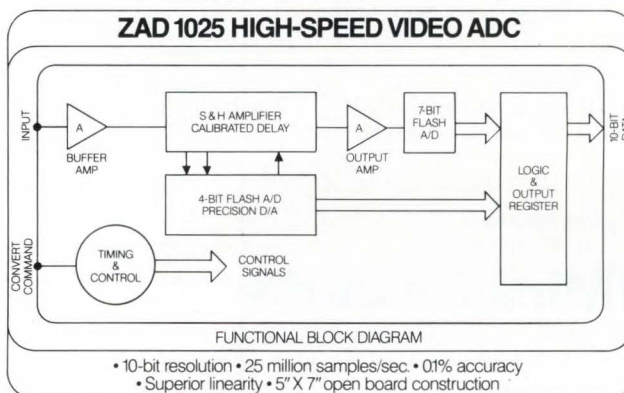 ZAD 1025 HIGH-SPEED VIDEO ADC
INPUT
A
BUFFER
AMP
S & H AMPLIFIER
CALIBRATED DELAY
A
OUTPUT
AMP
7-BIT
FLASH
A/D
10-BIT
DATA
4-BIT FLASH A/D
PRECISION D/A
LOGIC
&
OUTPUT
REGISTER
CONVERT
COMMAND
TIMING
&
CONTROL
CONTROL
SIGNALS
FUNCTIONAL BLOCK DIAGRAM
• 10-bit resolution • 25 million samples/sec. • 0.1% accuracy
• Superior linearity • 5" X 7" open board construction